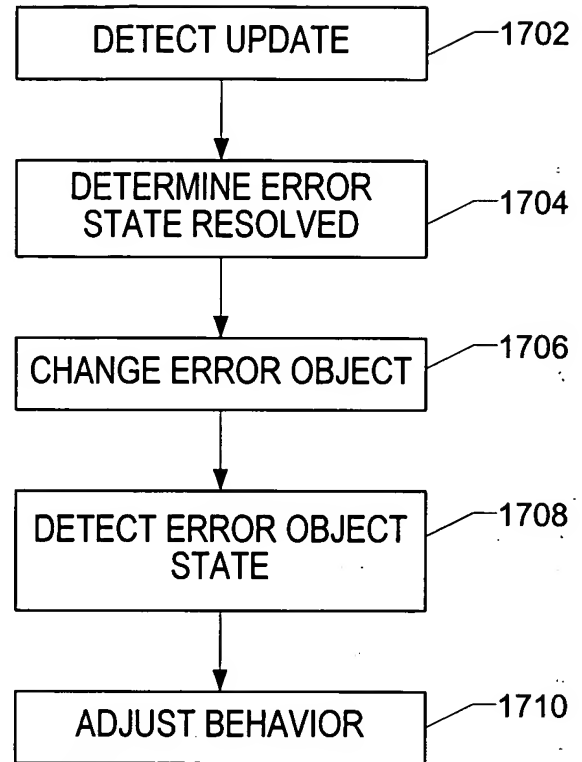 DETECT UPDATE
1702
DETERMINE ERROR
STATE RESOLVED
1704
CHANGE ERROR OBJECT
1706
DETECT ERROR OBJECT
STATE
1708
ADJUST BEHAVIOR
1710